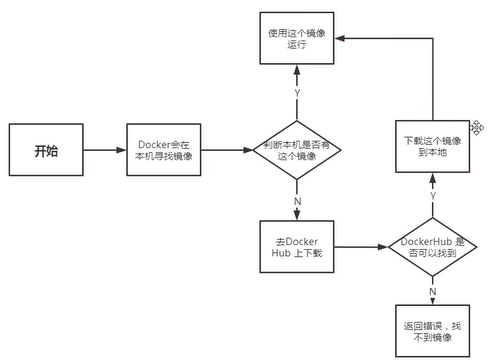 使用这个镜像
运行
Y
开始
Docker会在
本机寻找镜像
判断本机是否有
这个镜像
下载这个镜像
到本地
Y
N
去Docker
Hub 上下载
DockerHub 是
否可以找到
N
返回错误，找
不到镜像